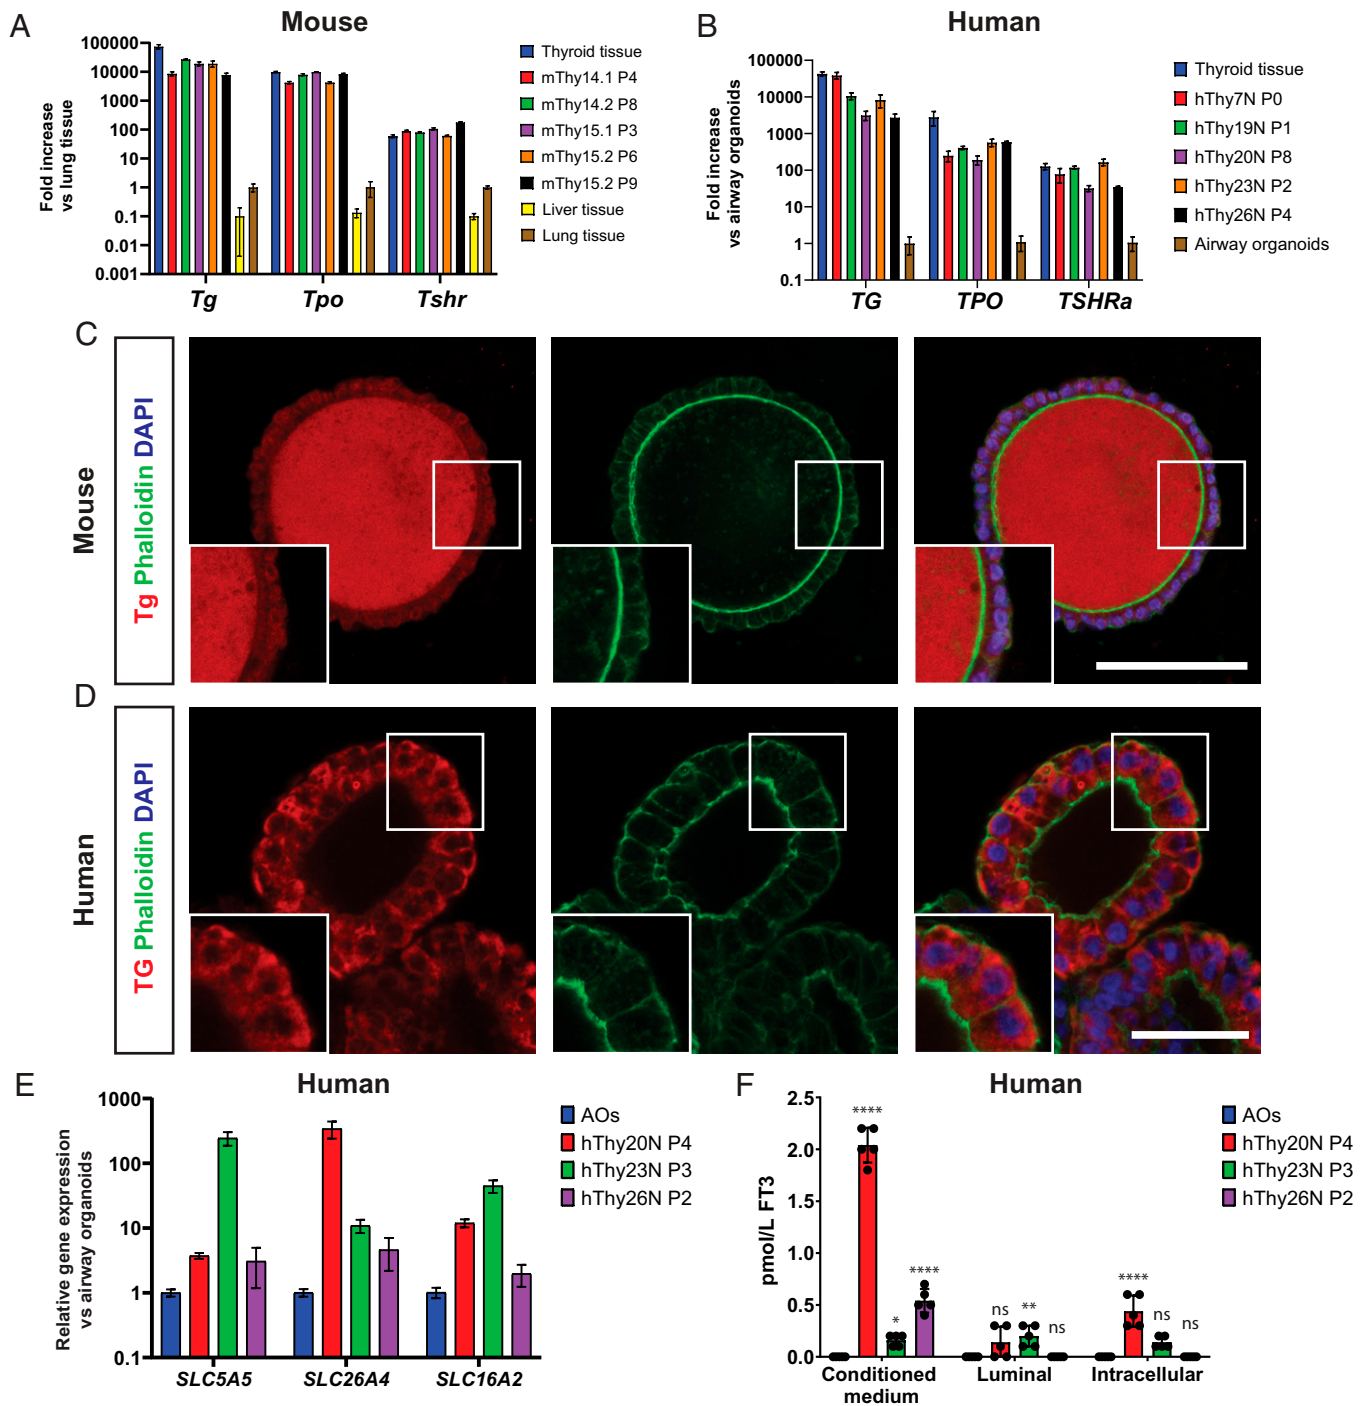 A
Mouse
Fold increase
vs lung tissue
100000
10000
1000
100
10
1
0.1
0.01
0.001
Tg
Tpo
Tshr
Thyroid tissue
mThy14.1 P4
mThy14.2 P8
mThy15.1 P3
mThy15.2 P6
mThy15.2 P9
Liver tissue
Lung tissue
B
Human
Fold increase
vs airway organoids
100000
10000
1000
100
10
1
0.1
TG
TPO
TSHRa
Thyroid tissue
hThy7N P0
hThy19N P1
hThy20N P8
hThy23N P2
hThy26N P4
Airway organoids
C
Mouse
Tg Phalloidin DAPI
D
Human
TG Phalloidin DAPI
E
Human
Relative gene expression
vs airway organoids
1000
100
10
1
0.1
SLC5A5
SLC26A4
SLC16A2
AOs
hThy20N P4
hThy23N P3
hThy26N P2
F
Human
pmol/L FT3
2.5
2.0
1.5
1.0
0.5
0.0
****
*
****
ns
**
ns
****
ns
ns
Conditioned
medium
Luminal
Intracellular
AOs
hThy20N P4
hThy23N P3
hThy26N P2